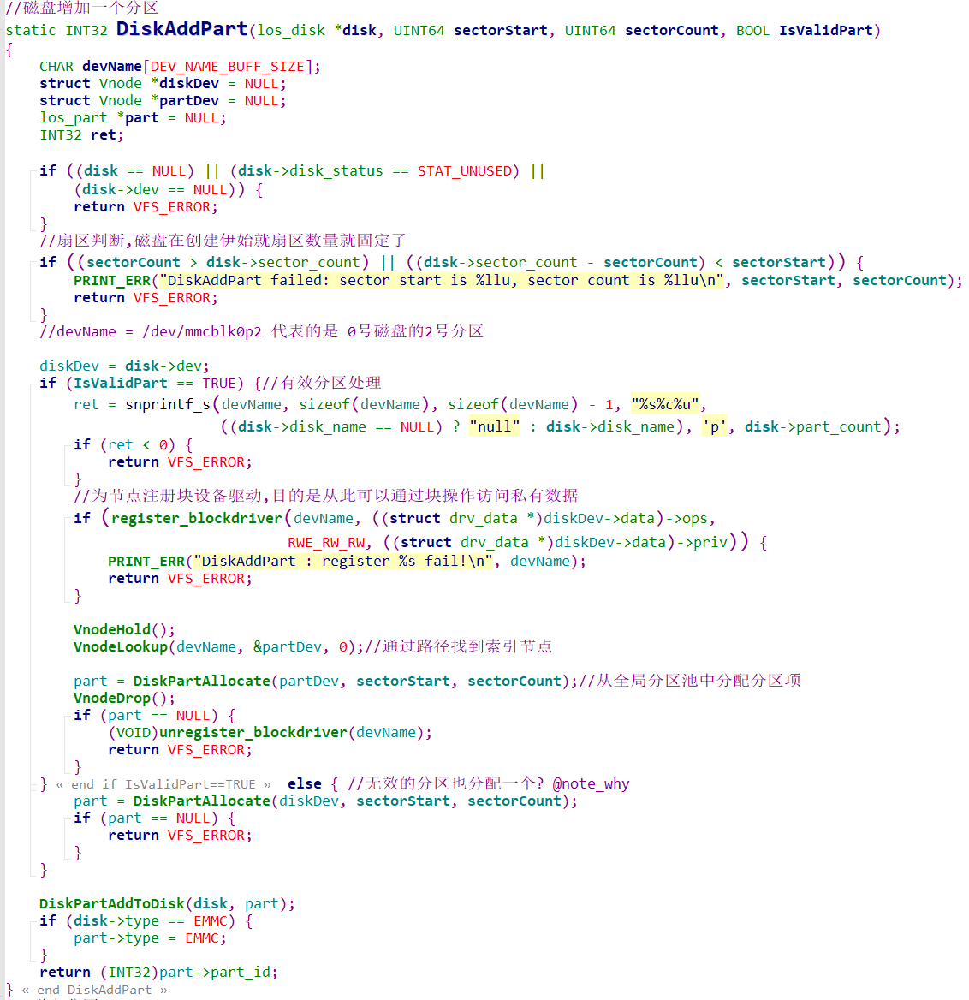 //磁盘增加一个分区
static INT32 DiskAddPart(los_disk *disk, UINT64 sectorStart, UINT64 sectorCount, BOOL IsValidPart)
{
    CHAR devName[DEV_NAME_BUFF_SIZE];
    struct Vnode *diskDev = NULL;
    struct Vnode *partDev = NULL;
    los_part *part = NULL;
    INT32 ret;

    if ((disk == NULL) || (disk->disk_status == STAT_UNUSED) ||
        (disk->dev == NULL)) {
        return VFS_ERROR;
    }
    //扇区判断,磁盘在创建伊始就扇区数量就固定了
    if ((sectorCount > disk->sector_count) || ((disk->sector_count - sectorCount) < sectorStart)) {
        PRINT_ERR("DiskAddPart failed: sector start is %llu, sector count is %llu\n", sectorStart, sectorCount);
        return VFS_ERROR;
    }
    //devName = /dev/mmcblk0p2 代表的是 0号磁盘的2号分区

    diskDev = disk->dev;
    if (IsValidPart == TRUE) {//有效分区处理
        ret = snprintf_s(devName, sizeof(devName), sizeof(devName) - 1, "%s%c%u",
                         ((disk->disk_name == NULL) ? "null" : disk->disk_name), 'p', disk->part_count);
        if (ret < 0) {
            return VFS_ERROR;
        }
        //为节点注册块设备驱动,目的是从此可以通过块操作访问私有数据
        if (register_blockdriver(devName, ((struct drv_data *)diskDev->data)->ops,
                                 RWE_RW_RW, ((struct drv_data *)diskDev->data)->priv)) {
            PRINT_ERR("DiskAddPart : register %s fail!\n", devName);
            return VFS_ERROR;
        }

        VnodeHold();
        VnodeLookup(devName, &partDev, 0);//通过路径找到索引节点

        part = DiskPartAllocate(partDev, sectorStart, sectorCount);//从全局分区池中分配分区项
        VnodeDrop();
        if (part == NULL) {
            (VOID)unregister_blockdriver(devName);
            return VFS_ERROR;
        }
    } « end if IsValidPart==TRUE » else { //无效的分区也分配一个? @note_why
        part = DiskPartAllocate(diskDev, sectorStart, sectorCount);
        if (part == NULL) {
            return VFS_ERROR;
        }
    }

    DiskPartAddToDisk(disk, part);
    if (disk->type == EMMC) {
        part->type = EMMC;
    }
    return (INT32)part->part_id;
} « end DiskAddPart »